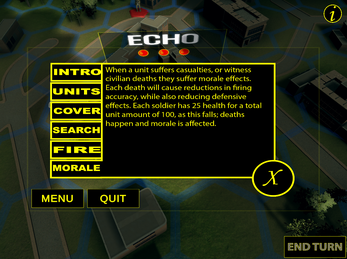 i
ECHO
INTRO
UNITS
COVER
SEARCH
FIRE
MORALE
When a unit suffers casualties, or witness
civilian deaths they suffer morale effects.
Each death will cause reductions in firing
accuracy, while also reducing defensive
effects. Each soldier has 25 health for a total
unit amount of 100, as this falls; deaths
happen and morale is affected.
X
MENU
QUIT
END TURN